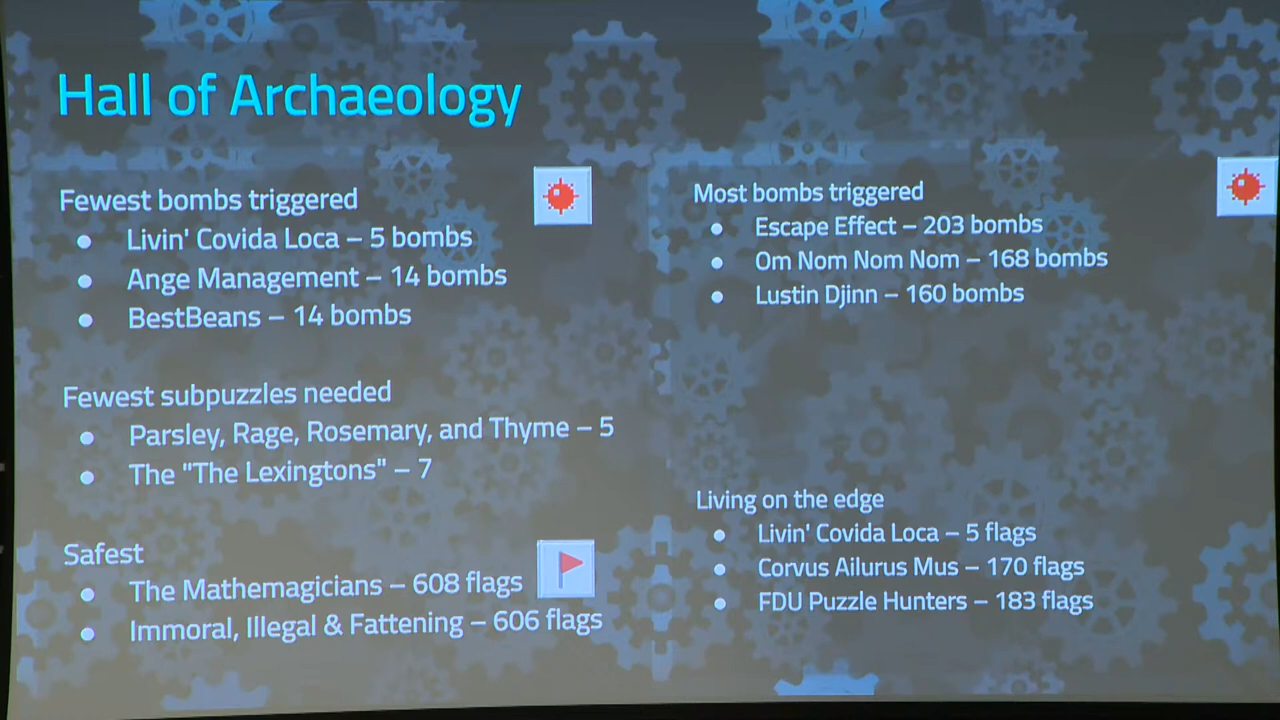 Hall of Archaeology
Fewest bombs triggered
● Livin' Covida Loca – 5 bombs
● Ange Management – 14 bombs
● BestBeans – 14 bombs
Fewest subpuzzles needed
● Parsley, Rage, Rosemary, and Thyme – 5
● The "The Lexingtons" – 7
Safest
● The Mathemagicians – 608 flags
● Immoral, Illegal & Fattening – 606 flags
Most bombs triggered
● Escape Effect – 203 bombs
● Om Nom Nom Nom – 168 bombs
● Lustin Djinn – 160 bombs
Living on the edge
● Livin' Covida Loca – 5 flags
● Corvus Ailurus Mus – 170 flags
● FDU Puzzle Hunters – 183 flags